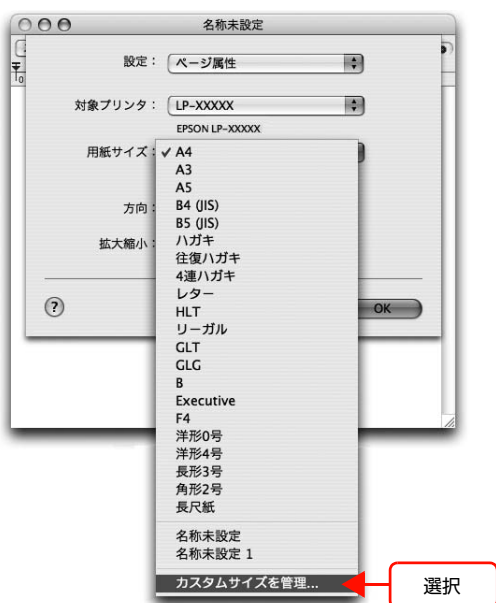 名称未設定
設定：
ページ属性
対象プリンタ：
LP-XXXXX
EPSON LP-XXXXX
用紙サイズ：
✓ A4
A3
A5
B4 (JIS)
B5 (JIS)
方向：
ハガキ
拡大縮小：
往復ハガキ
4連ハガキ
レター
HLT
?
OK
リーガル
GLT
GLG
B
Executive
F4
洋形0号
洋形4号
長形3号
角形2号
長尺紙
名称未設定
名称未設定 1
カスタムサイズを管理...
選択